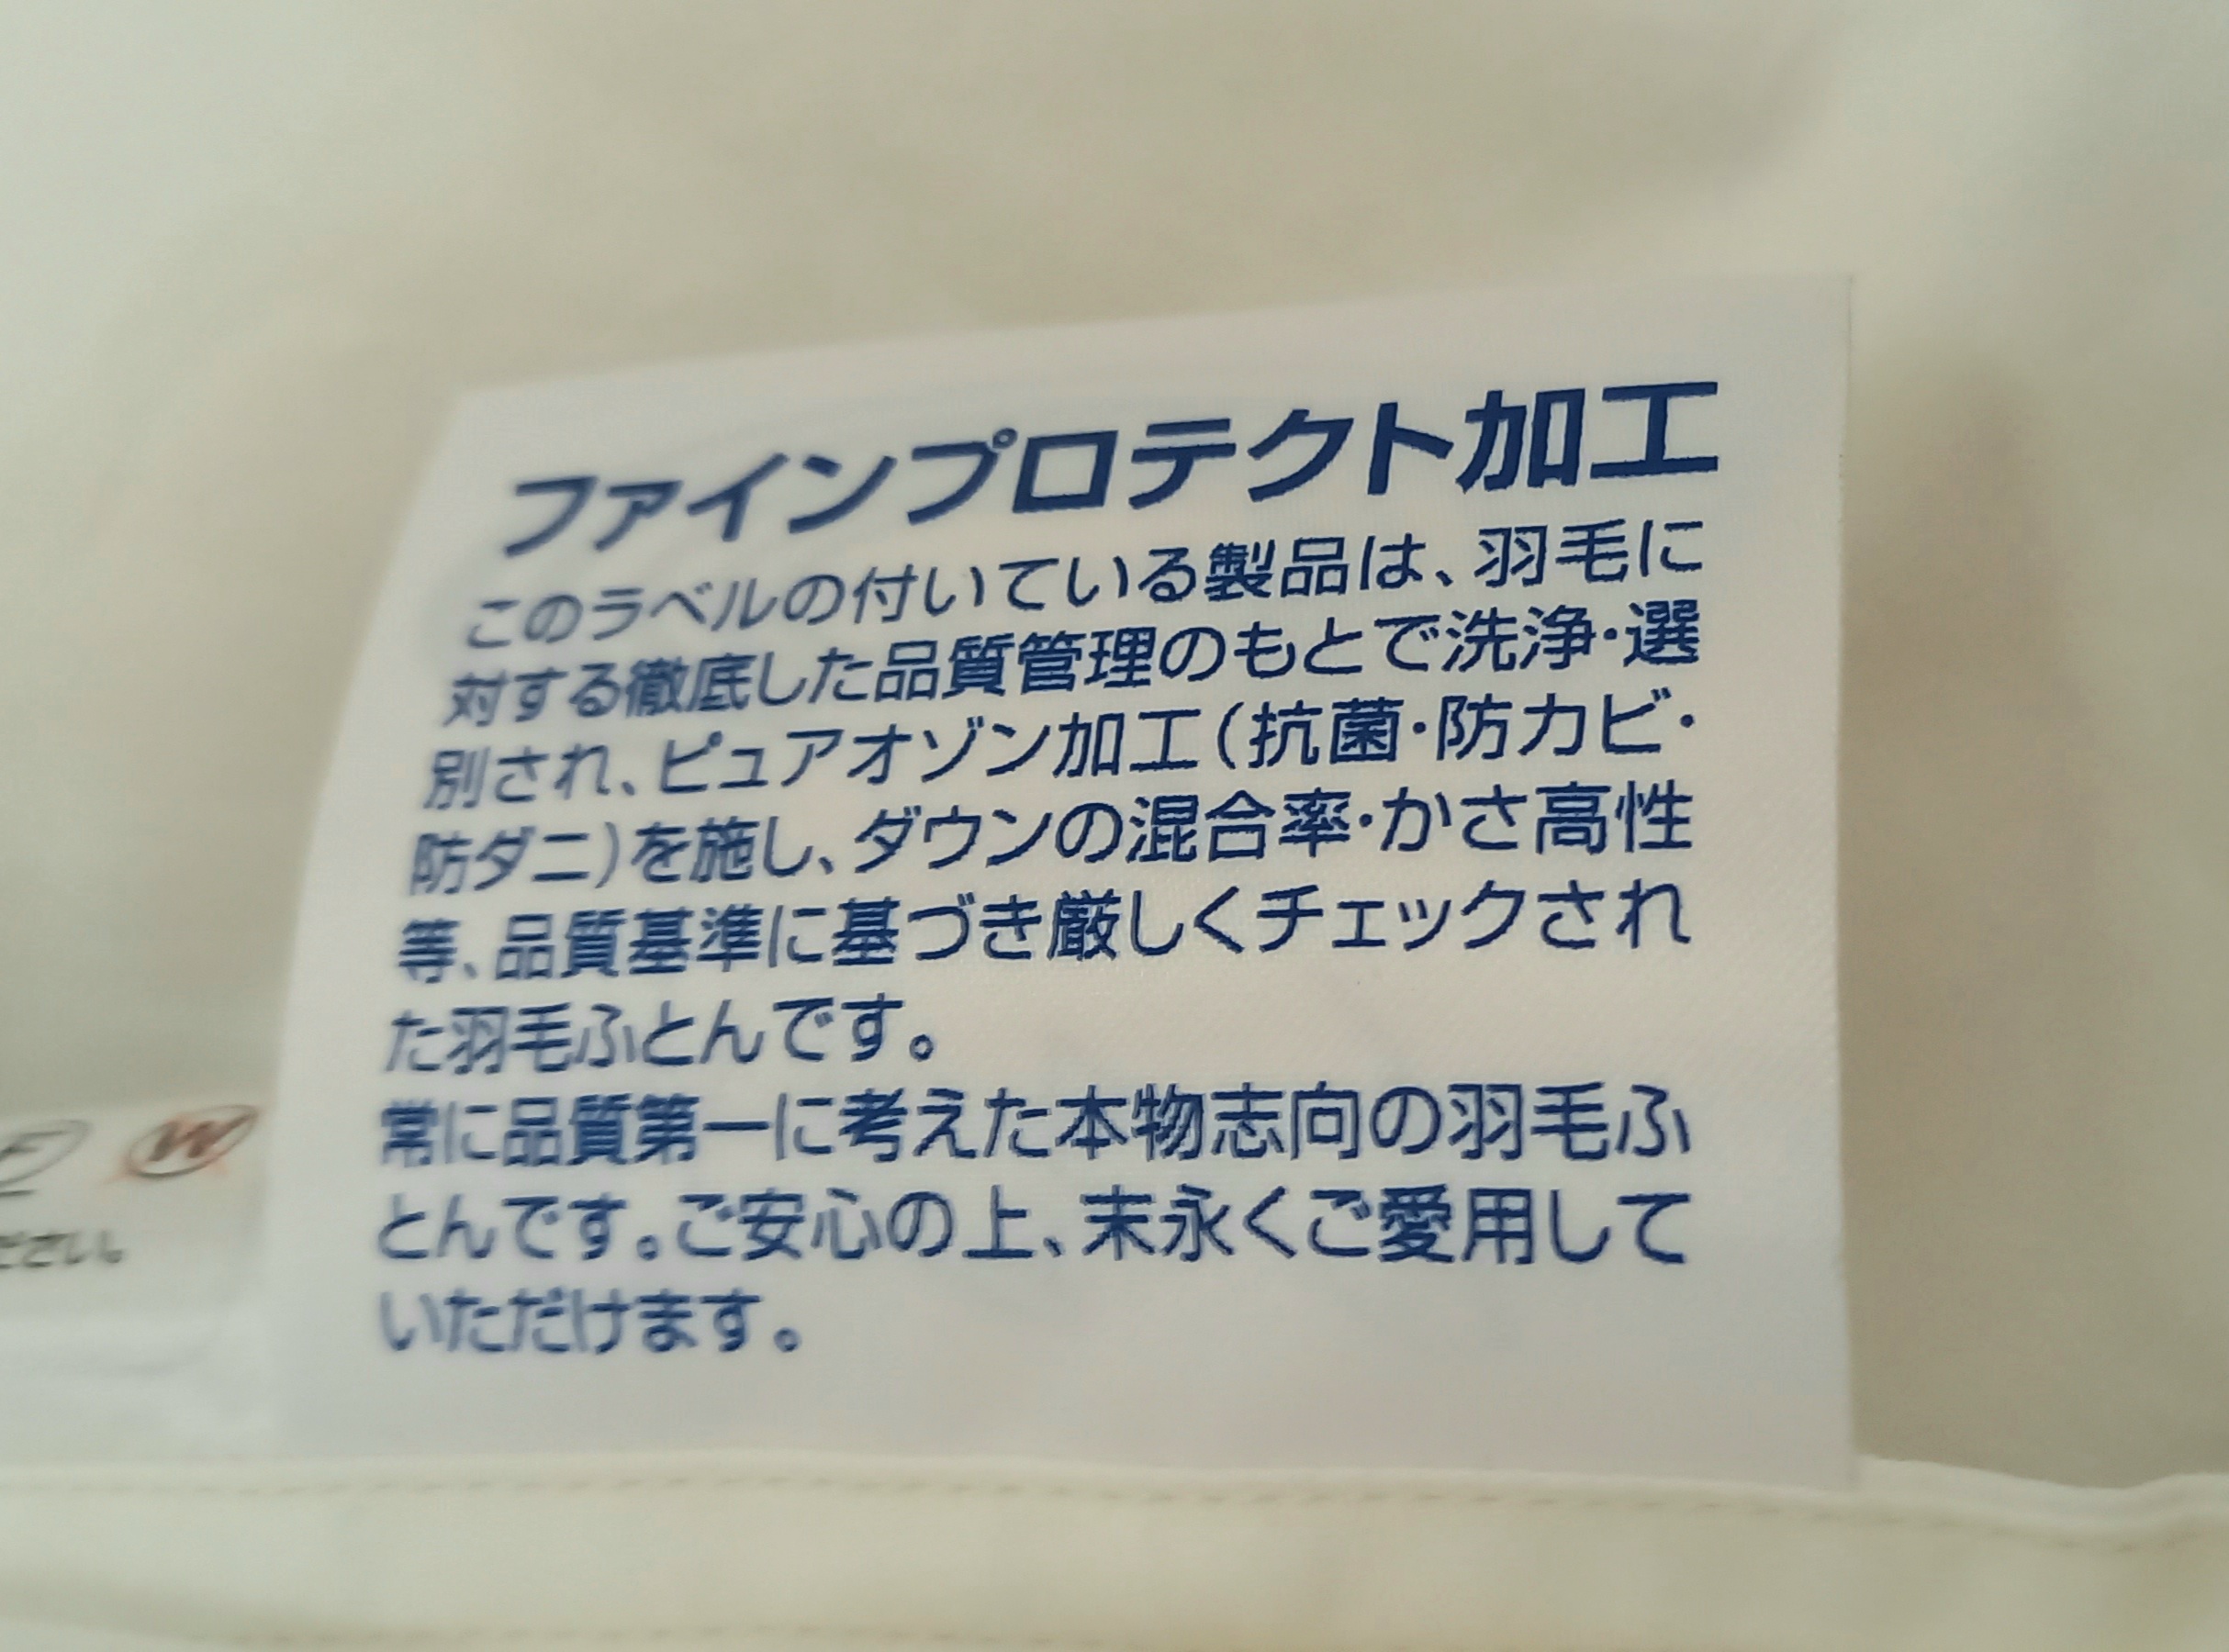 ファインプロテクト加工
このラベルの付いている製品は、羽毛に
対する徹底した品質管理のもとで洗浄・選
別され、ピュアオゾン加工(抗菌・防カビ・
防ダニ)を施し、ダウンの混合率・かさ高性
等、品質基準に基づき厳しくチェックされ
た羽毛ふとんです。
常に品質第一に考えた本物志向の羽毛ふ
とんです。ご安心の上、末永くご愛用して
いただけます。
F W
ださい。